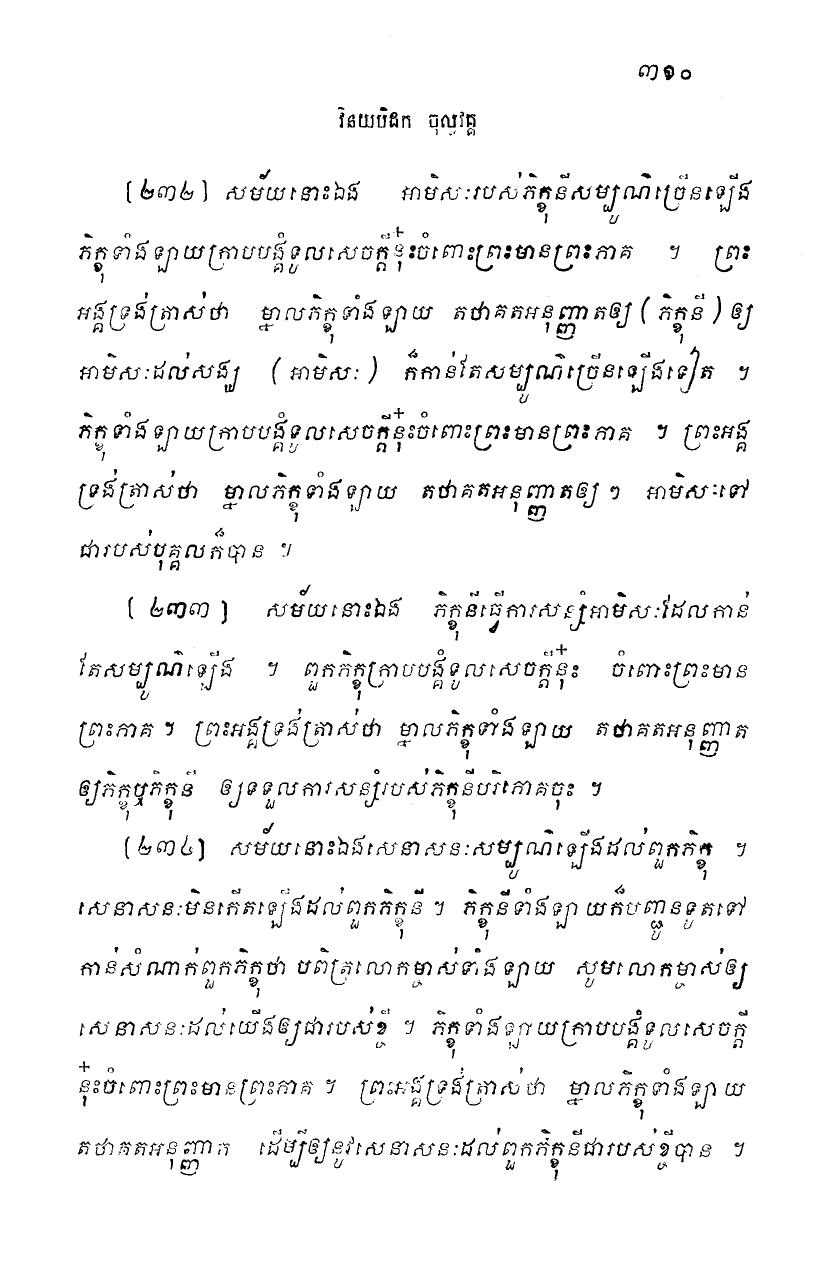 ៣១០
វិនយបិដក ចុល្លវគ្គ
[២៣២] សម័យនោះឯង អាមិសៈរបស់ភិក្ខុនីសម្បូណ៌ច្រើនឡើង
ភិក្ខុទាំងឡាយក្រាបបង្គំទូលសេចក្តីនុ៎ះចំពោះព្រះមានព្រះភាគ ។ ព្រះ
អង្គទ្រង់ត្រាស់ថា ម្នាលភិក្ខុទាំងឡាយ តថាគតអនុញ្ញាតឲ្យ (ភិក្ខុនី) ឲ្យ
អាមិសៈដល់សង្ឃ (អាមិសៈ) ក៏កាន់តែសម្បូណ៌ច្រើនឡើងទៀត ។
ភិក្ខុទាំងឡាយក្រាបបង្គំទូលសេចក្តីនុ៎ះចំពោះព្រះមានព្រះភាគ ។ ព្រះអង្គ
ទ្រង់ត្រាស់ថា ម្នាលភិក្ខុទាំងឡាយ តថាគតអនុញ្ញាតឲ្យ ៗ អាមិសៈទៅ
ជារបស់បុគ្គលក៏បាន ។
[២៣៣] សម័យនោះឯង ភិក្ខុនីធ្វើការសន្សំអាមិសៈដែលកាន់
តែសម្បូណ៌ឡើង ។ ពួកភិក្ខុក្រាបបង្គំទូលសេចក្តីនុ៎ះ ចំពោះព្រះមាន
ព្រះភាគ ។ ព្រះអង្គទ្រង់ត្រាស់ថា ម្នាលភិក្ខុទាំងឡាយ តថាគតអនុញ្ញាត
ឲ្យភិក្ខុឬភិក្ខុនី ឲ្យទទួលការសន្សំរបស់ភិក្ខុនីបរិភោគចុះ ។
[២៣៤] សម័យនោះឯងសេនាសនៈសម្បូណ៌ឡើងដល់ពួកភិក្ខុ ។
សេនាសនៈមិនកើតឡើងដល់ពួកភិក្ខុនី ។ ភិក្ខុនីទាំងឡាយក៏បញ្ជូនទូតទៅ
កាន់សំណាក់ពួកភិក្ខុថា បពិត្រលោកម្ចាស់ទាំងឡាយ សូមលោកម្ចាស់ឲ្យ
សេនាសនៈដល់យើងឲ្យជារបស់ខ្ចី ។ ភិក្ខុទាំងឡាយក្រាបបង្គំទូលសេចក្តី
នុ៎ះចំពោះព្រះមានព្រះភាគ ។ ព្រះអង្គទ្រង់ត្រាស់ថា ម្នាលភិក្ខុទាំងឡាយ
តថាគតអនុញ្ញាត ដើម្បីឲ្យនូវសេនាសនៈដល់ពួកភិក្ខុនីជារបស់ខ្ចីបាន ។